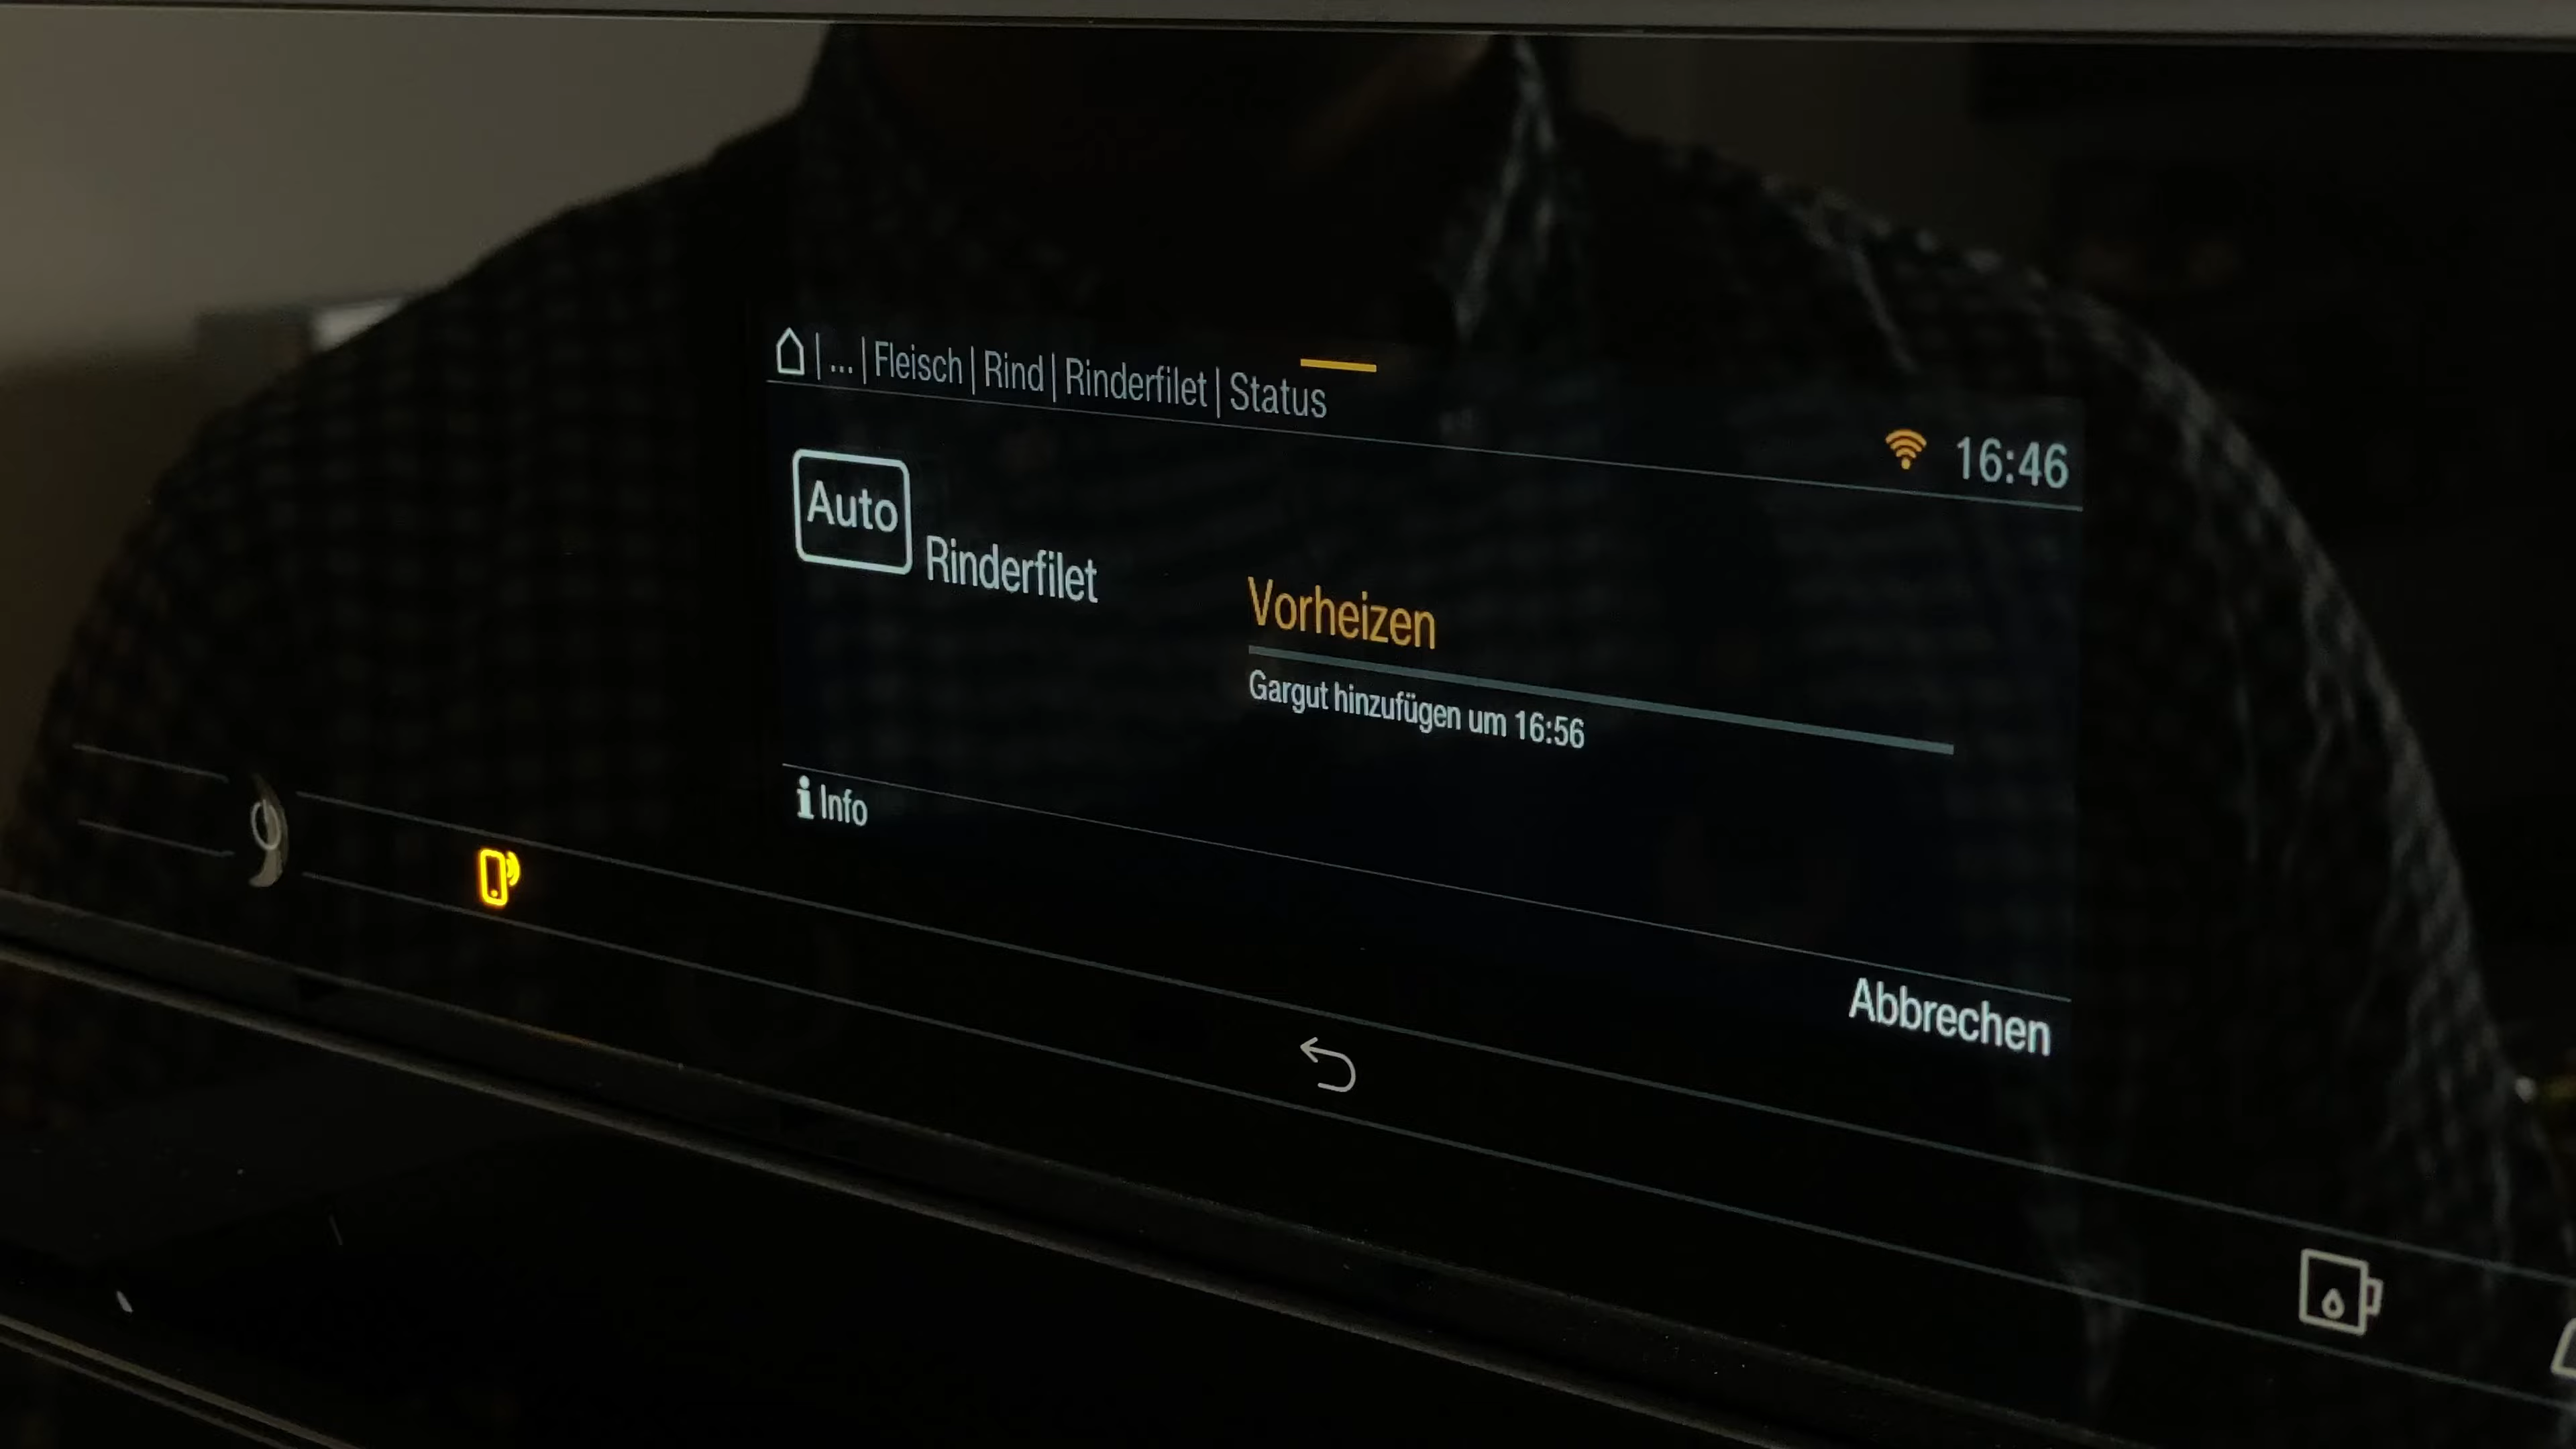 | ... | Fleisch | Rind | Rinderfilet | Status
16:46
Auto
Rinderfilet
Vorheizen
Gargut hinzufügen um 16:56
i Info
Abbrechen